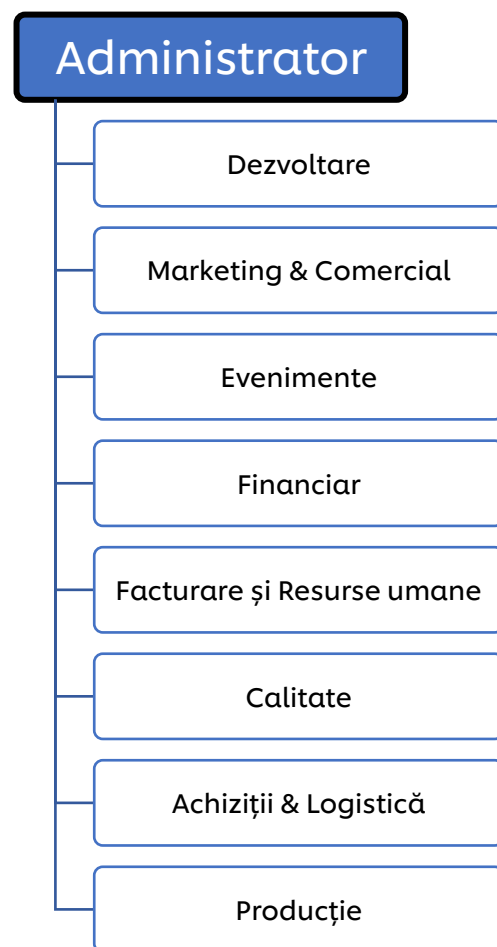 Administrator
Dezvoltare
Marketing & Comercial
Evenimente
Financiar
Facturare și Resurse umane
Calitate
Achiziții & Logistică
Producție